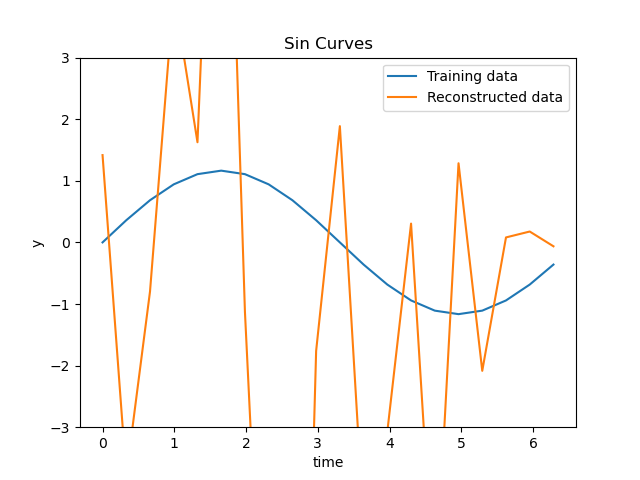 Sin Curves
Training data
Reconstructed data
3
2
1
0
−1
−2
−3
y
0 1 2 3 4 5 6
time